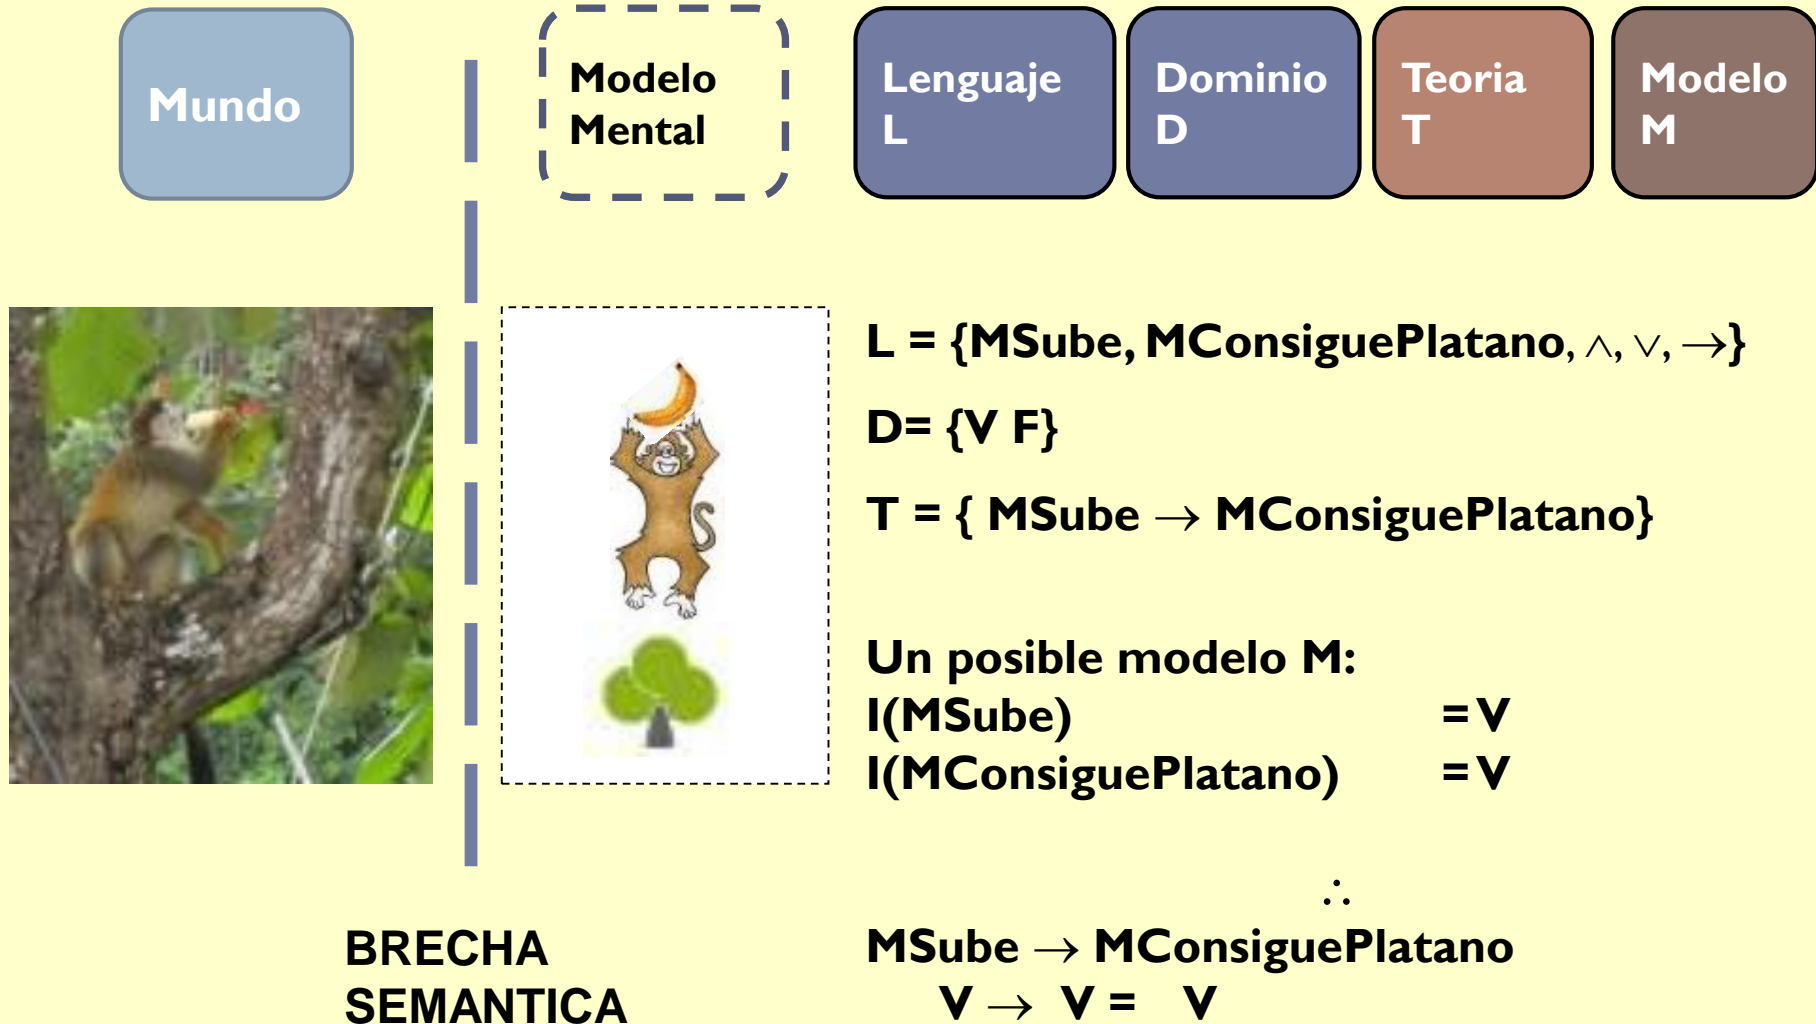 Mundo
Modelo
Mental
Lenguaje
L
Dominio
D
Teoria
T
Modelo
M
L = {MSube, MConsiguePlatano, ∧, ∨, →}
D= {V F}
T = { MSube → MConsiguePlatano}
Un posible modelo M:
I(MSube) = V
I(MConsiguePlatano) = V
∴
MSube → MConsiguePlatano
V → V = V
BRECHA
SEMANTICA